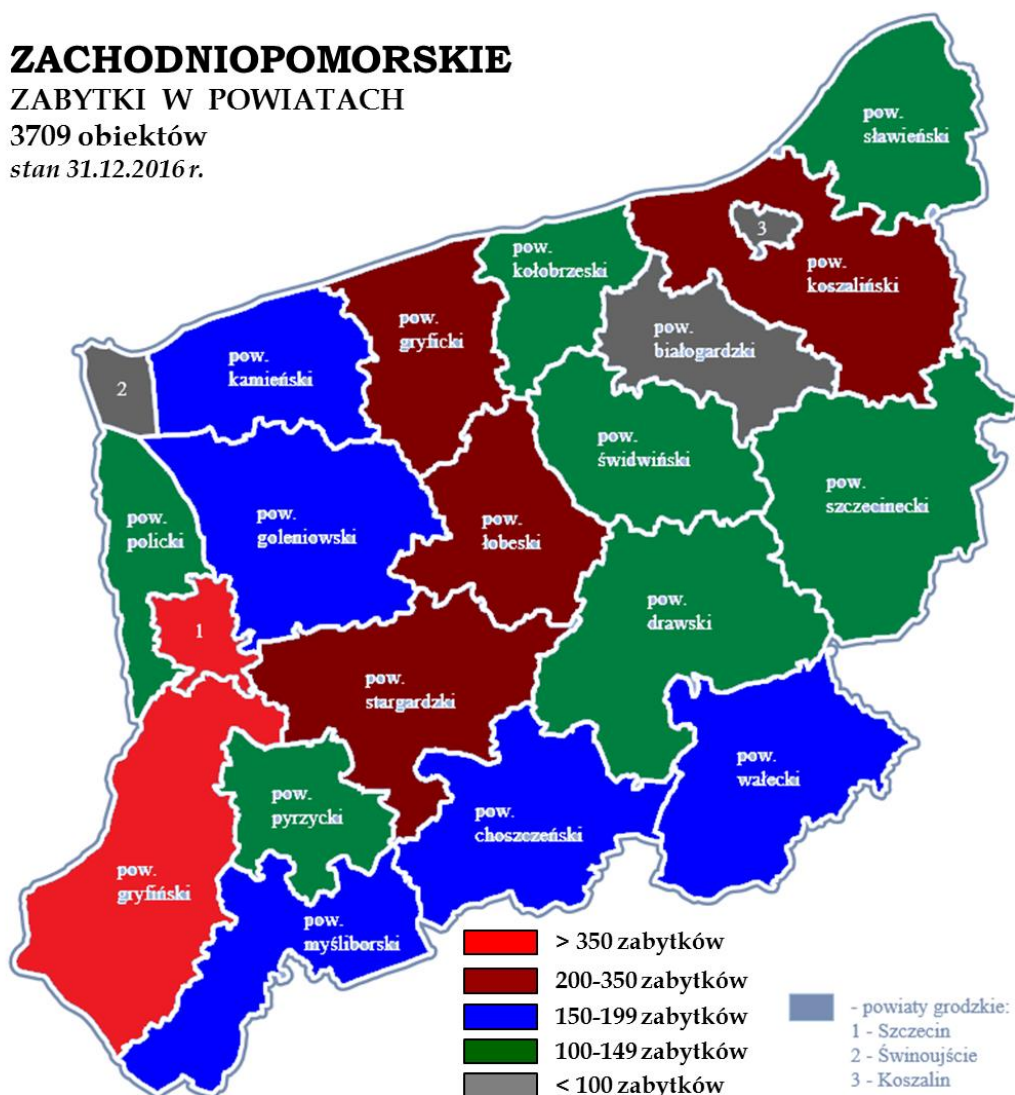 ZACHODNIOPOMORSKIE
ZABYTKI W POWIATACH
3709 obiektów
stan 31.12.2016 r.
pow.
sławieński
3
pow.
koszaliński
pow.
kołobrzeski
pow.
gryficki
pow.
białogardzki
pow.
kamieński
2
pow.
świdwiński
pow.
szczecinecki
pow.
policki
pow.
goleniowski
pow.
łobeski
pow.
drawski
1
pow.
stargardzki
pow.
wałecki
pow.
pyrzycki
pow.
choszczeński
pow.
gryfiński
pow.
myśliborski
> 350 zabytków
200-350 zabytków
150-199 zabytków
100-149 zabytków
< 100 zabytków
- powiaty grodzkie:
1 - Szczecin
2 - Świnoujście
3 - Koszalin